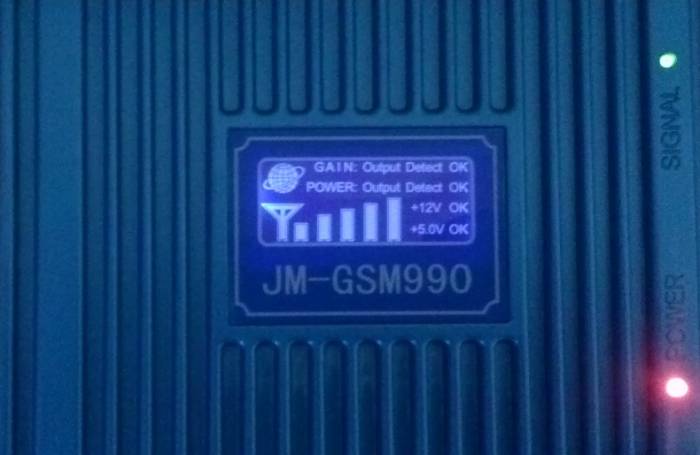 GAIN: Output Detect OK
POWER: Output Detect OK
+12V OK
+5.0V OK
JM-GSM990
SIGNAL
POWER